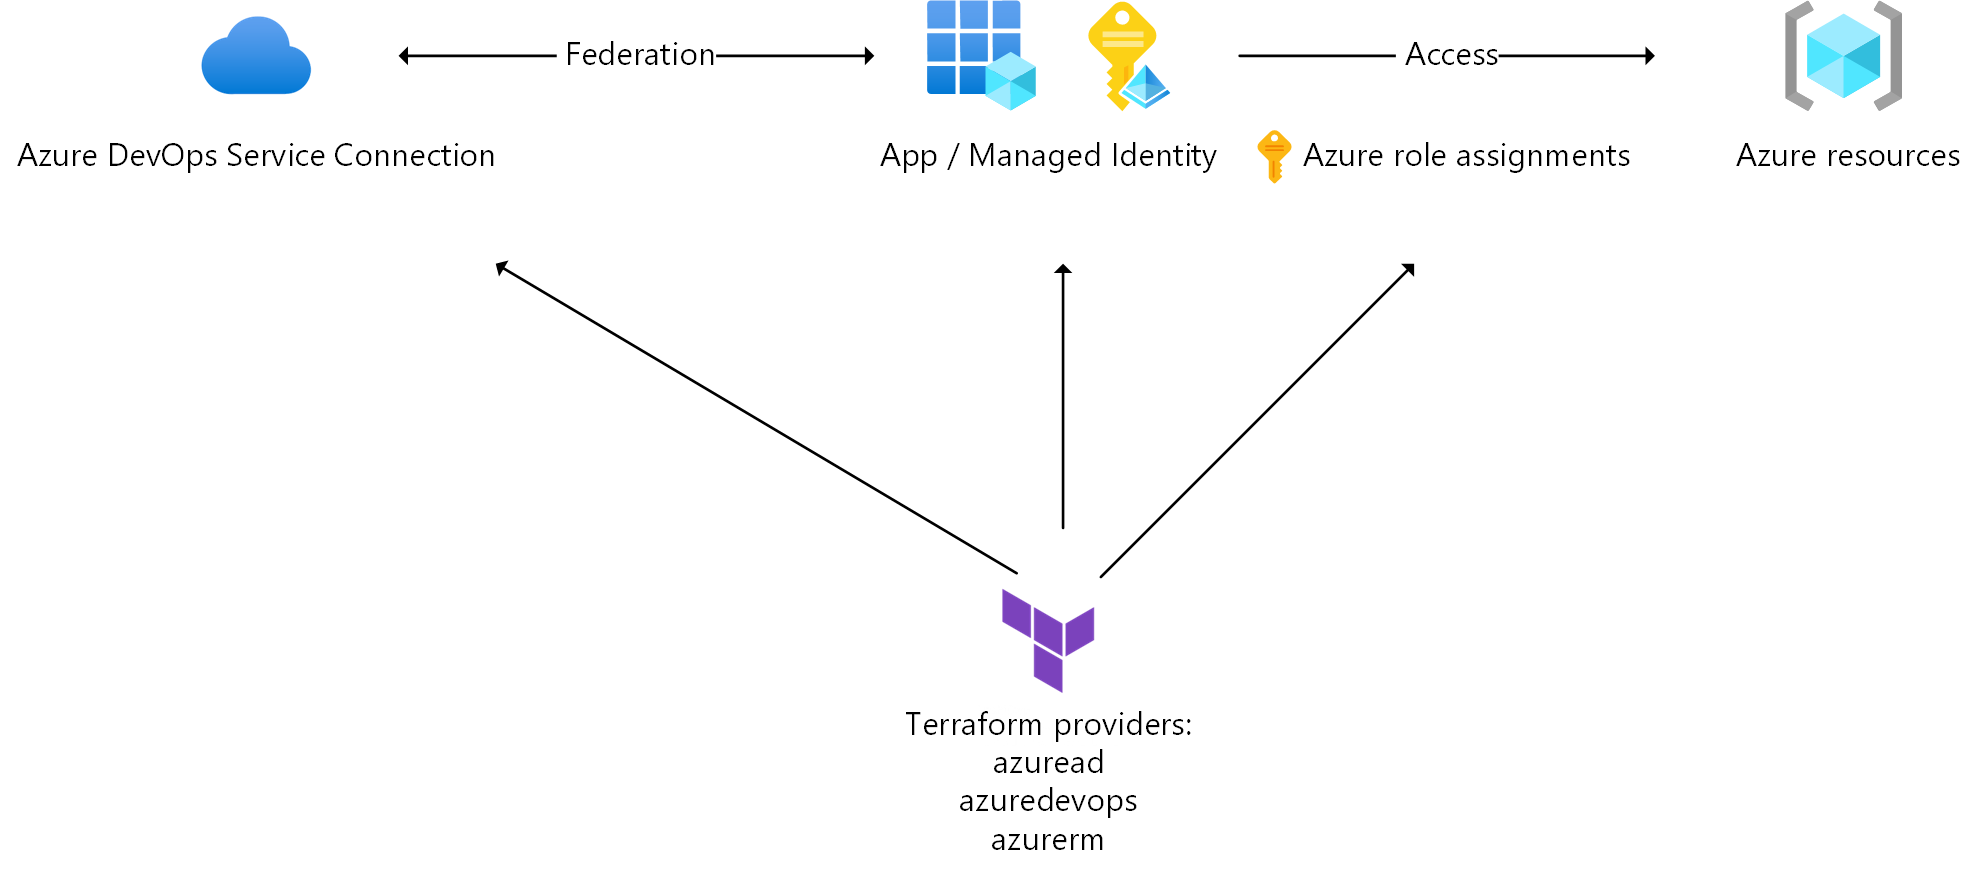 Federation
Access
Azure DevOps Service Connection
App / Managed Identity
Azure role assignments
Azure resources
Terraform providers:
azuread
azuredevops
azurerm